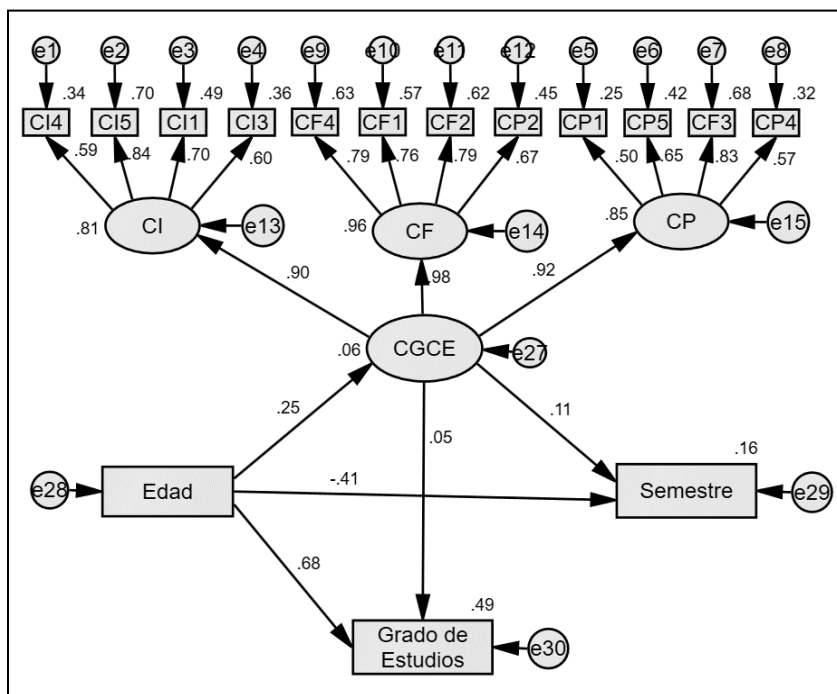 e1 e2 e3 e4 e9 e10 e11 e12 e5 e6 e7 e8
.34 .70 .49 .36 .63 .57 .62 .45 .25 .42 .68 .32
CI4 CI5 CI1 CI3 CF4 CF1 CF2 CP2 CP1 CP5 CF3 CP4
.59 .84 .70 .60 .79 .76 .79 .67 .50 .65 .83 .57
.81 CI e13 .96 CF e14 .85 CP e15
.90 .98 .92
.06 CGCE e27
.25 .05 .11
.16
e28 Edad -.41 Semestre e29
.68
.49
Grado de
Estudios
e30